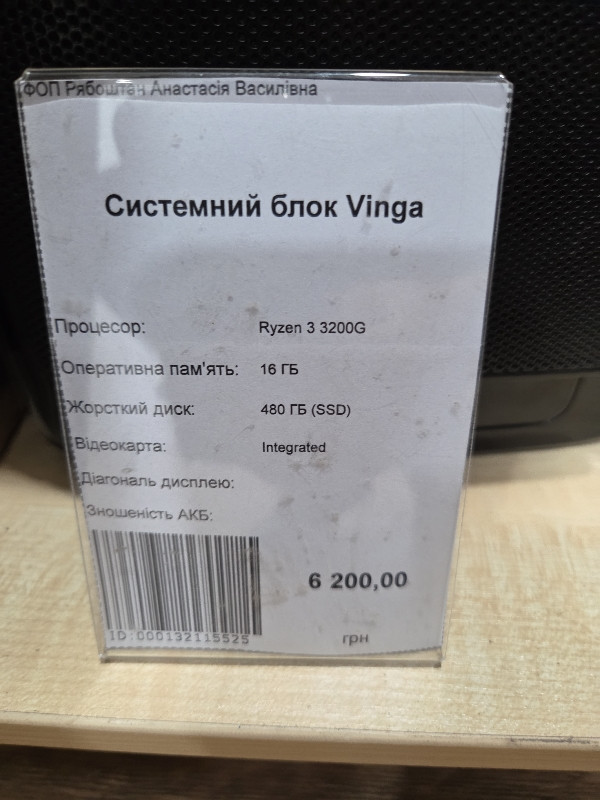 ФОП Рябоштан Анастасія Василівна
Системний блок Vinga
Процесор: Ryzen 3 3200G
Оперативна пам'ять: 16 ГБ
Жорсткий диск: 480 ГБ (SSD)
Відеокарта: Integrated
Діагональ дисплею:
Зношеність АКБ:
6 200,00
ID:000132115525
грн